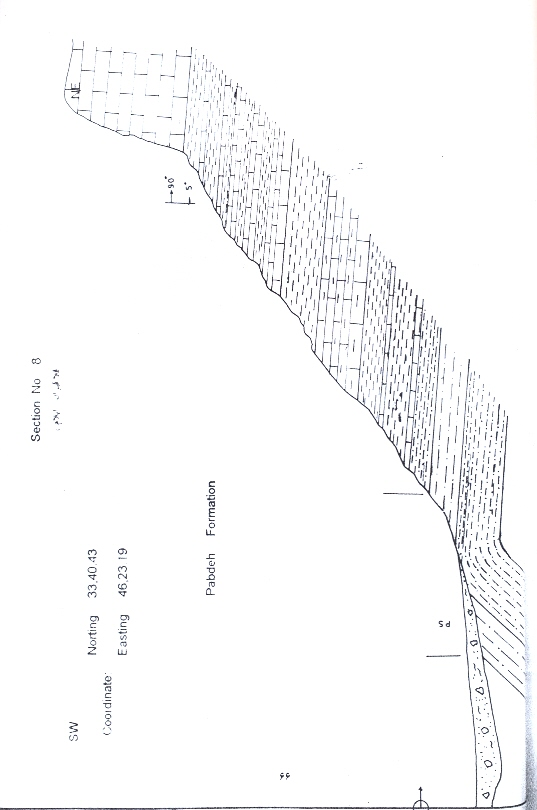 Section No 8
SW
NE
Coordinate:
Norting 33.40.43
Easting 46.23 19
Pabdeh Formation
90°
5°
Pd
۶۶